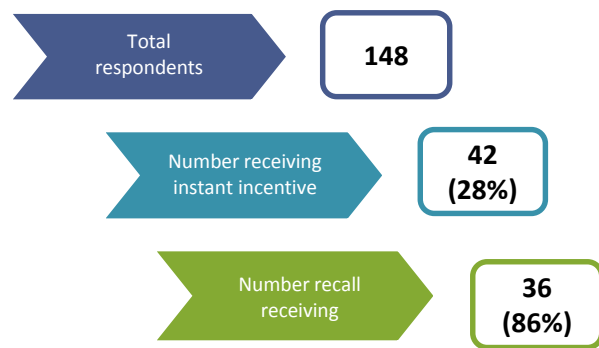 Total
respondents
148
Number receiving
instant incentive
42
(28%)
Number recall
receiving
36
(86%)